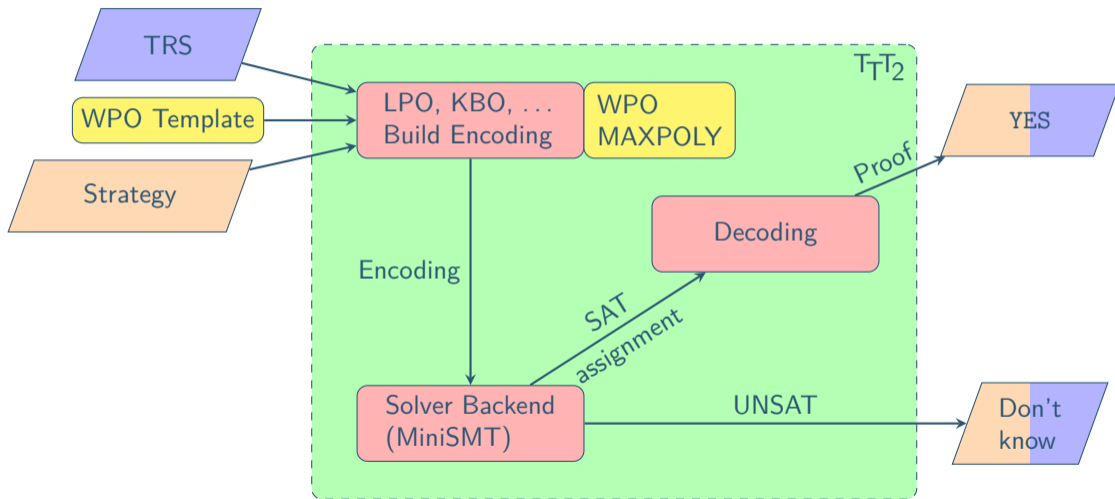 TRS
TTT2
LPO, KBO, ...
Build Encoding
WPO
MAXPOLY
WPO Template
YES
Strategy
Proof
Decoding
Encoding
SAT
assignment
Solver Backend
(MiniSMT)
UNSAT
Don't
know